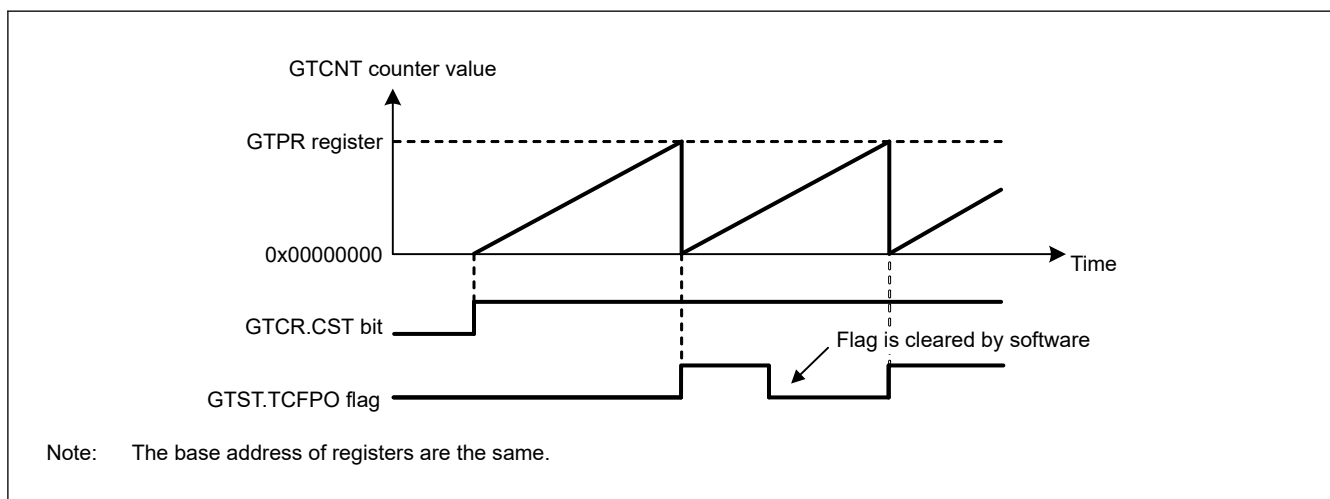 GTCNT counter value
GTPR register
0x00000000
Time
GTCR.CST bit
Flag is cleared by software
GTST.TCFPO flag
Note: The base address of registers are the same.